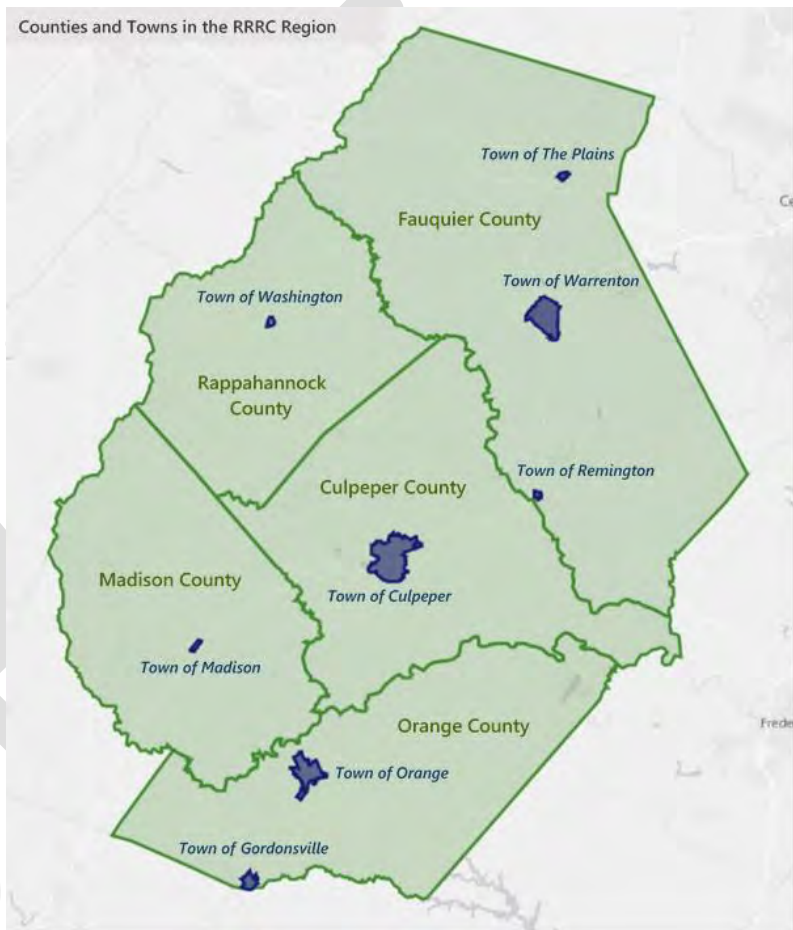 Counties and Towns in the RRRC Region
Town of The Plains
Ce
Fauquier County
Town of Warrenton
Town of Washington
Rappahannock
County
Town of Remington
Culpeper County
Madison County
Town of Culpeper
Town of Madison
Orange County
Frede
Town of Orange
Town of Gordonsville